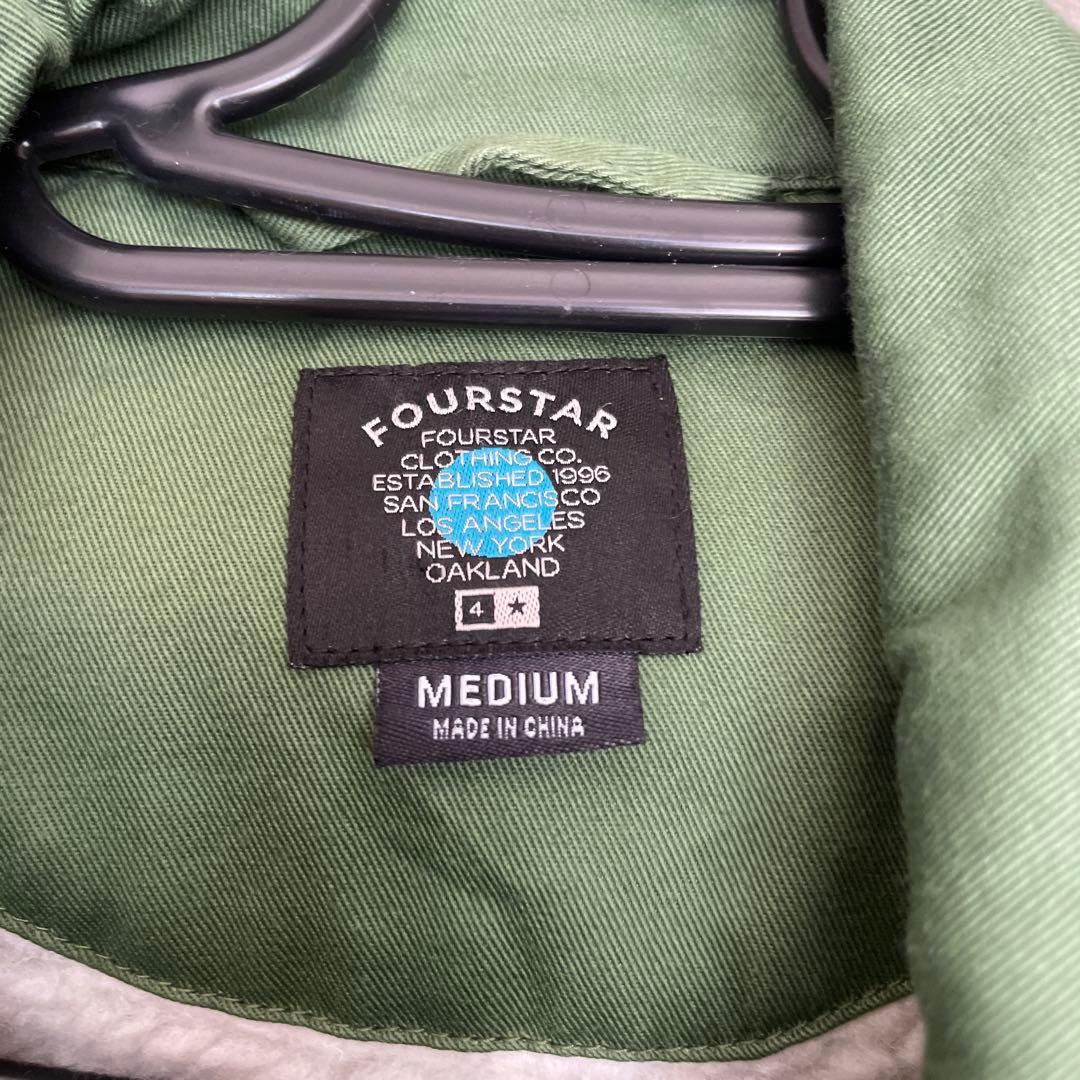 FOURSTAR
FOURSTAR
CLOTHING CO.
ESTABLISHED 1996
SAN FRANCISCO
LOS ANGELES
NEW YORK
OAKLAND
4 ★
MEDIUM
MADE IN CHINA